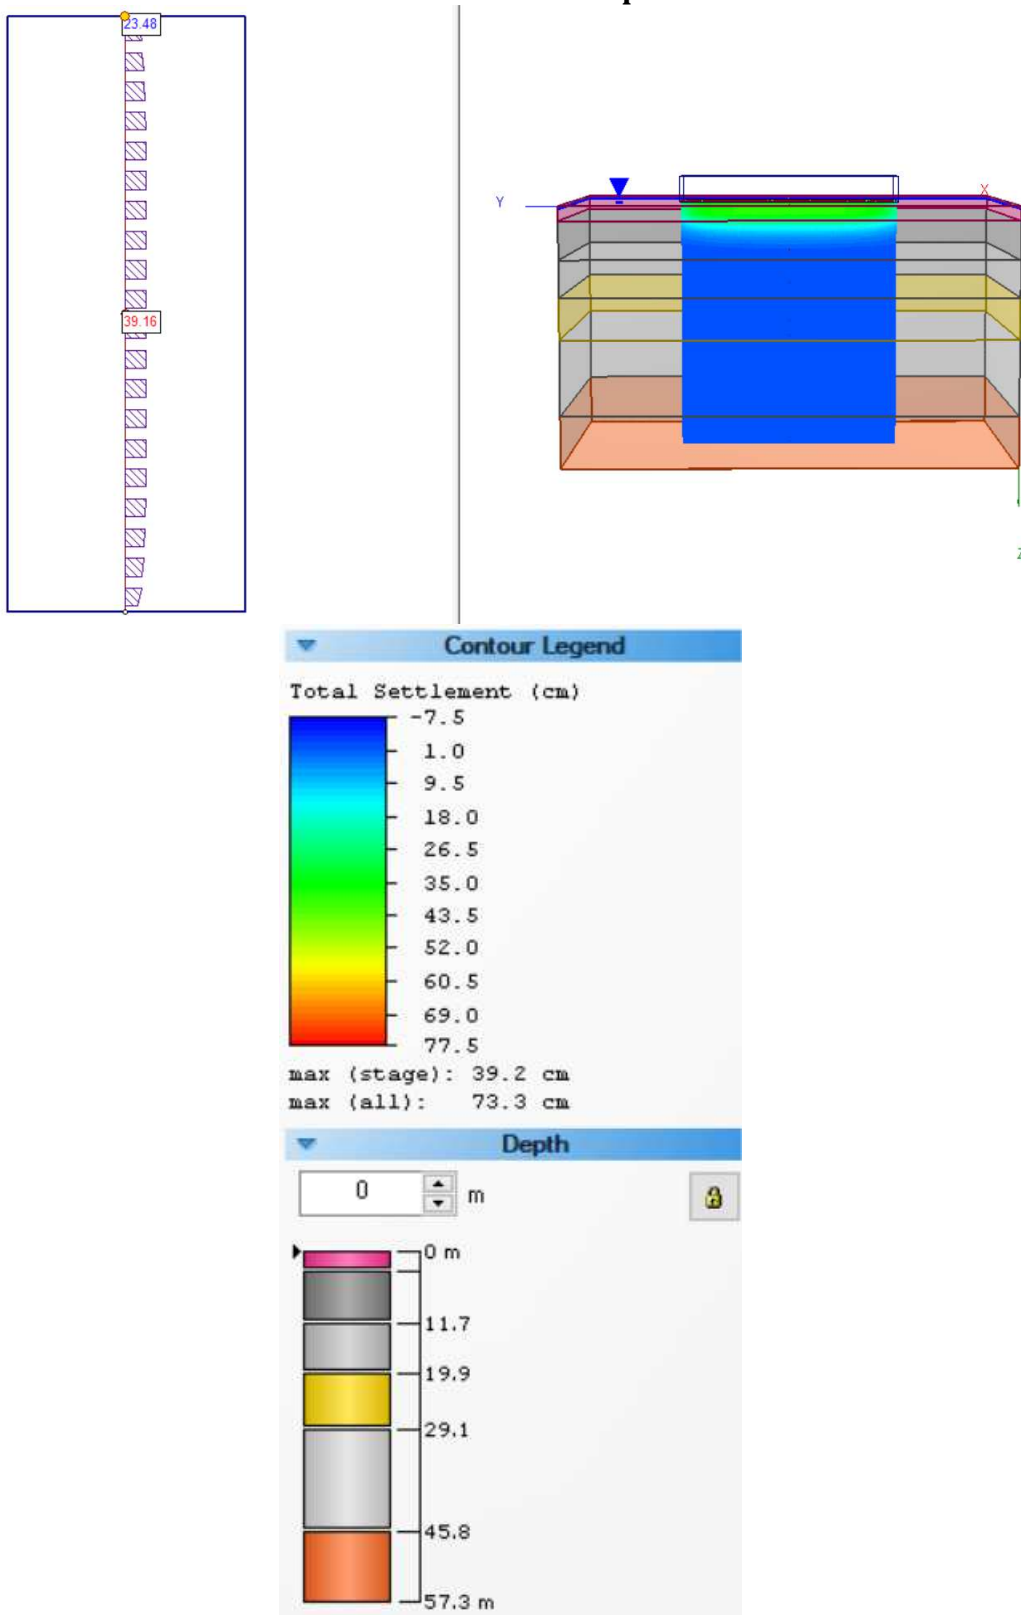 23.48
39.16
Y
X
Z
Contour Legend
Total Settlement (cm)
-7.5
1.0
9.5
18.0
26.5
35.0
43.5
52.0
60.5
69.0
77.5
max (stage): 39.2 cm
max (all): 73.3 cm
Depth
0 m
0 m
11.7
19.9
29.1
45.8
57.3 m